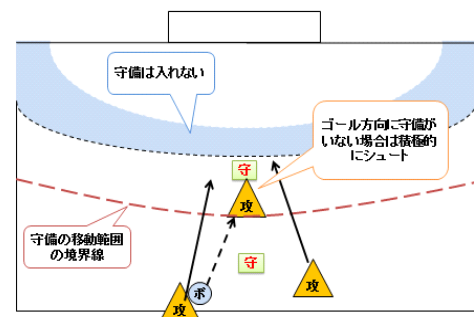 守備は入れない
ゴール方向に守備が
いない場合は積極的
にシュート
守
攻
守備の移動範囲
の境界線
守
攻
ボ
攻